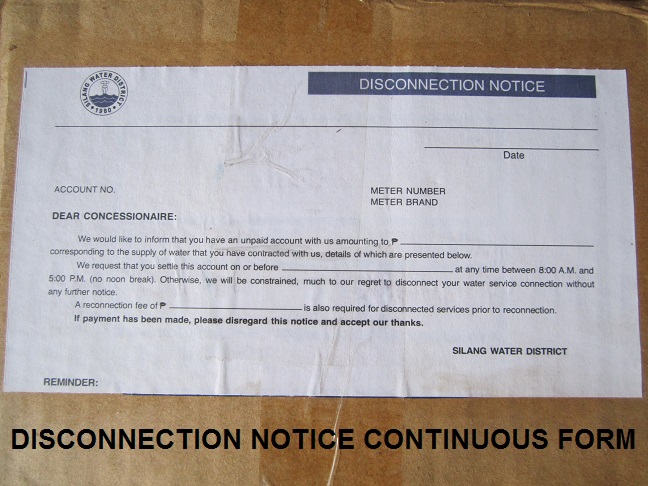 SILANG WATER DISTRICT
DISCONNECTION NOTICE
Date
ACCOUNT NO.
METER NUMBER
METER BRAND
DEAR CONCESSIONAIRE:
We would like to inform that you have an unpaid account with us amounting to ₱
corresponding to the supply of water that you have contracted with us, details of which are presented below.
We request that you settle this account on or before at any time between 8:00 A.M. and
5:00 P.M. (no noon break). Otherwise, we will be constrained, much to our regret to disconnect your water service connection without
any further notice.
A reconnection fee of ₱ is also required for disconnected services prior to reconnection.
If payment has been made, please disregard this notice and accept our thanks.
SILANG WATER DISTRICT
REMINDER:
DISCONNECTION NOTICE CONTINUOUS FORM